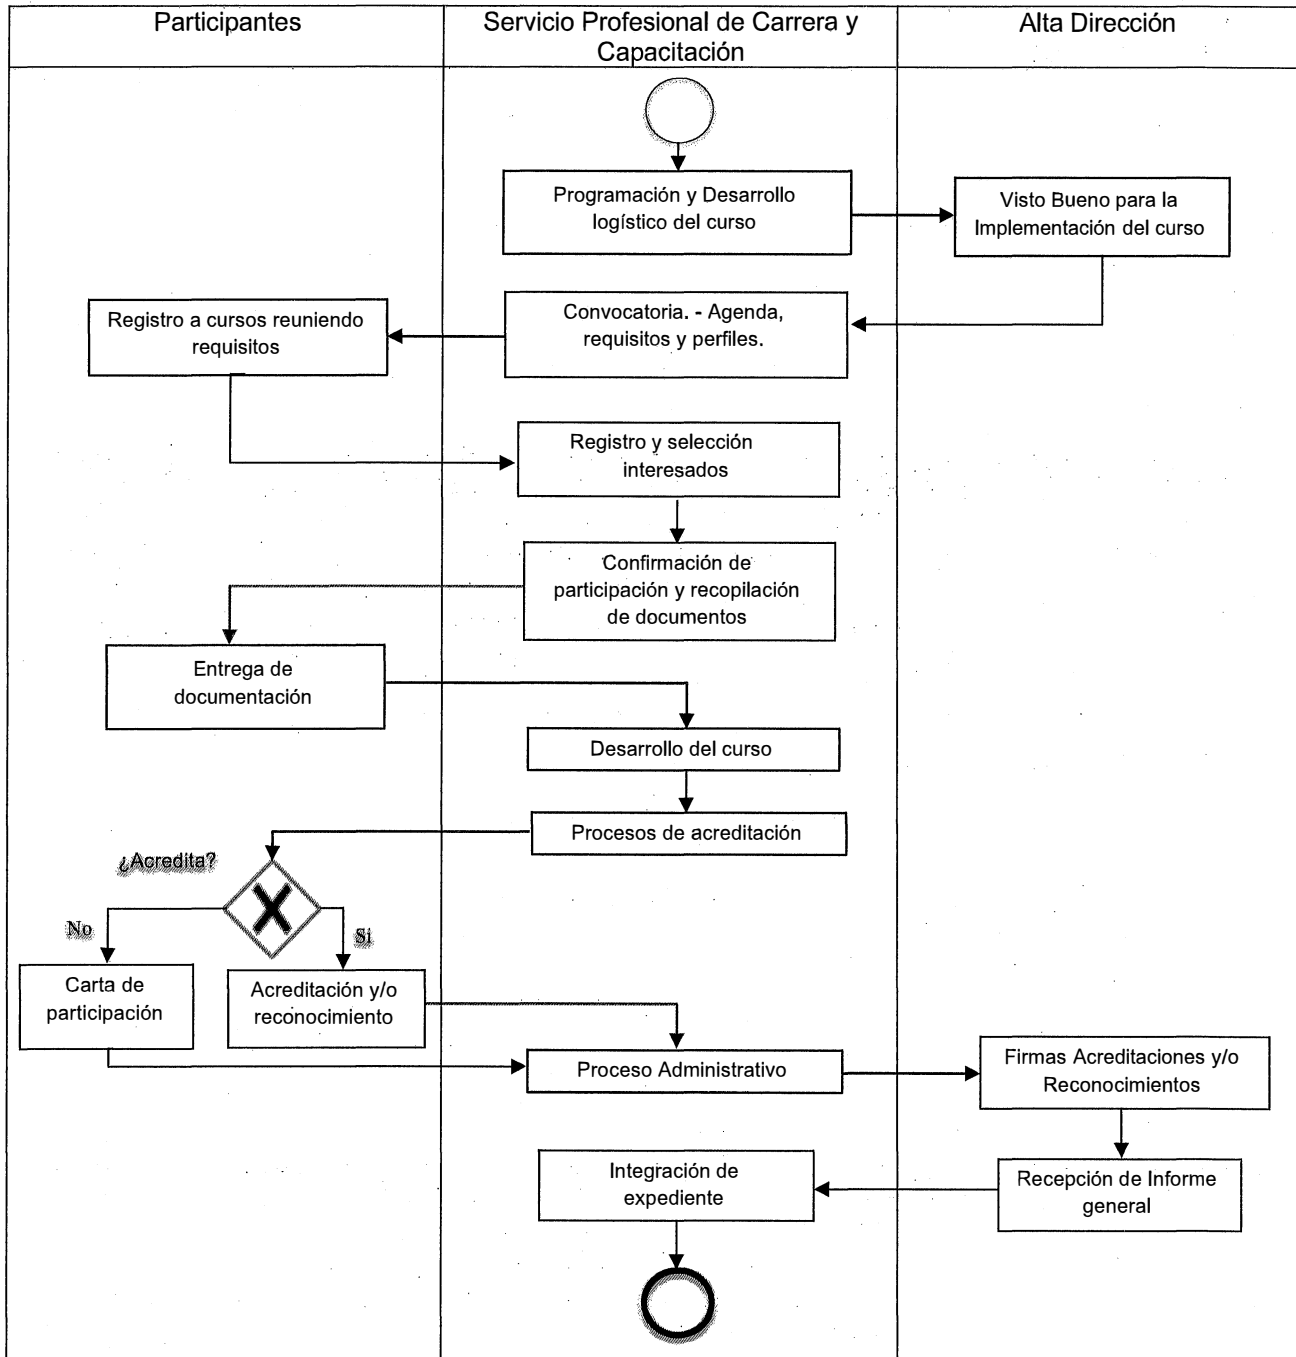 Participantes
Servicio Profesional de Carrera y
Capacitación
Alta Dirección
Programación y Desarrollo
logístico del curso
Visto Bueno para la
Implementación del curso
Convocatoria. - Agenda,
requisitos y perfiles.
Registro a cursos reuniendo
requisitos
Registro y selección
interesados
Confirmación de
participación y recopilación
de documentos
Entrega de
documentación
Desarrollo del curso
Procesos de acreditación
¿Acredita?
No
Si
Carta de
participación
Acreditación y/o
reconocimiento
Proceso Administrativo
Firmas Acreditaciones y/o
Reconocimientos
Recepción de Informe
general
Integración de
expediente